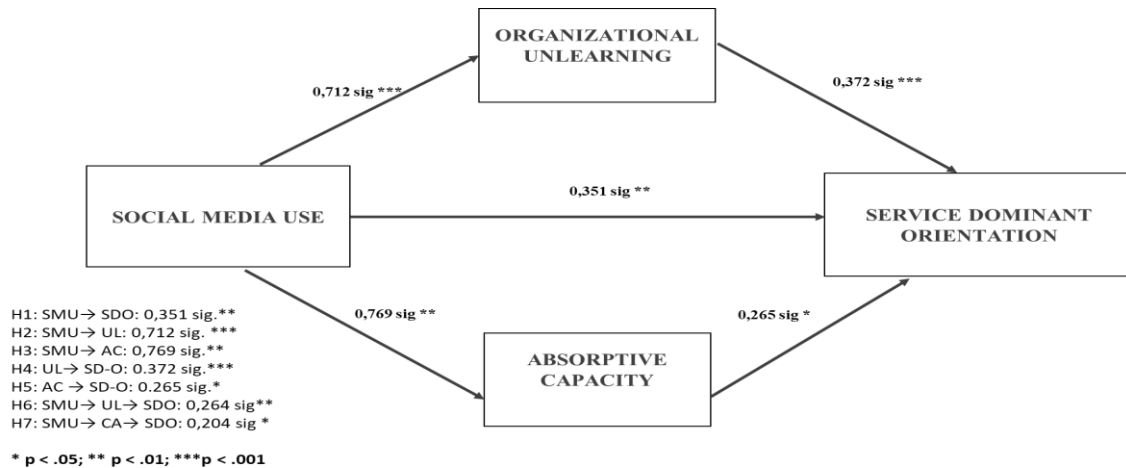 ORGANIZATIONAL
UNLEARNING
0,712 sig ***
0,372 sig ***
SOCIAL MEDIA USE
0,351 sig **
SERVICE DOMINANT
ORIENTATION
0,769 sig **
0,265 sig *
ABSORPTIVE
CAPACITY
H1: SMU→ SDO: 0,351 sig.**
H2: SMU→ UL: 0,712 sig. ***
H3: SMU→ AC: 0,769 sig.**
H4: UL→ SD-O: 0.372 sig.***
H5: AC → SD-O: 0.265 sig.*
H6: SMU→ UL→ SDO: 0,264 sig**
H7: SMU→ CA→ SDO: 0,204 sig *
* p < .05; ** p < .01; ***p < .001